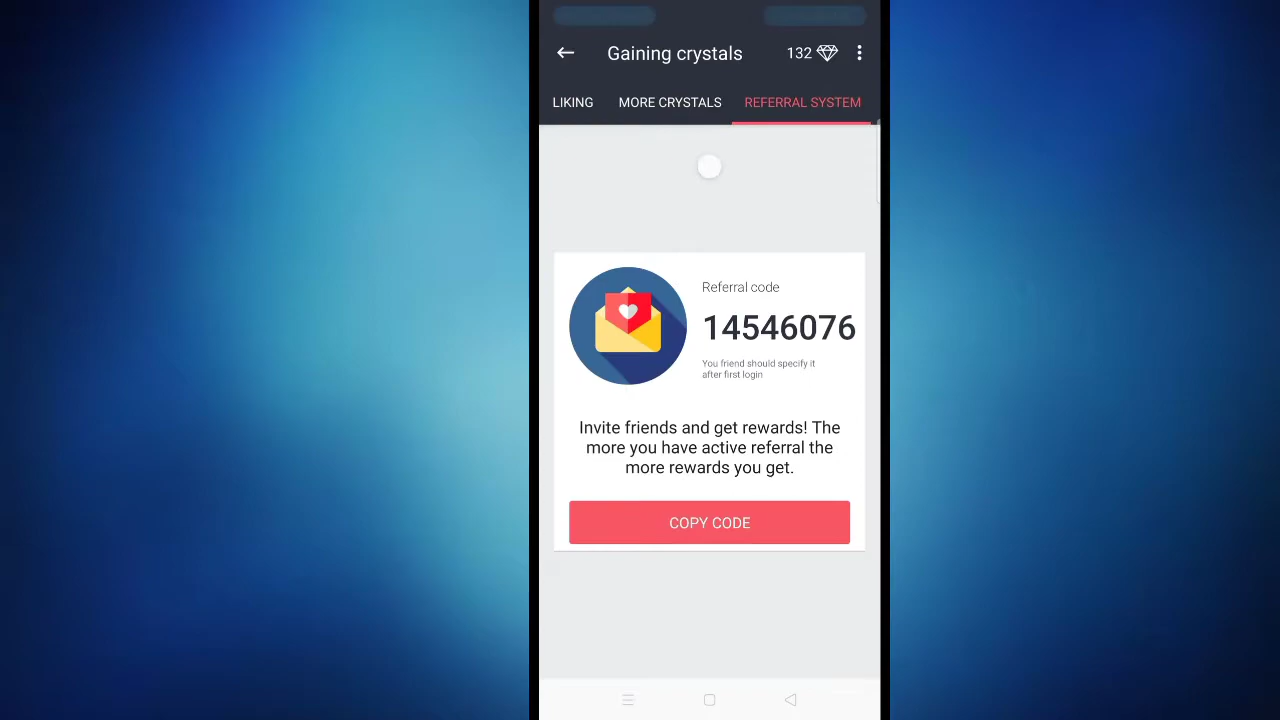 Gaining crystals
132
LIKING
MORE CRYSTALS
REFERRAL SYSTEM
Referral code
14546076
You friend should specify it
after first login
Invite friends and get rewards! The
more you have active referral the
more rewards you get.
COPY CODE